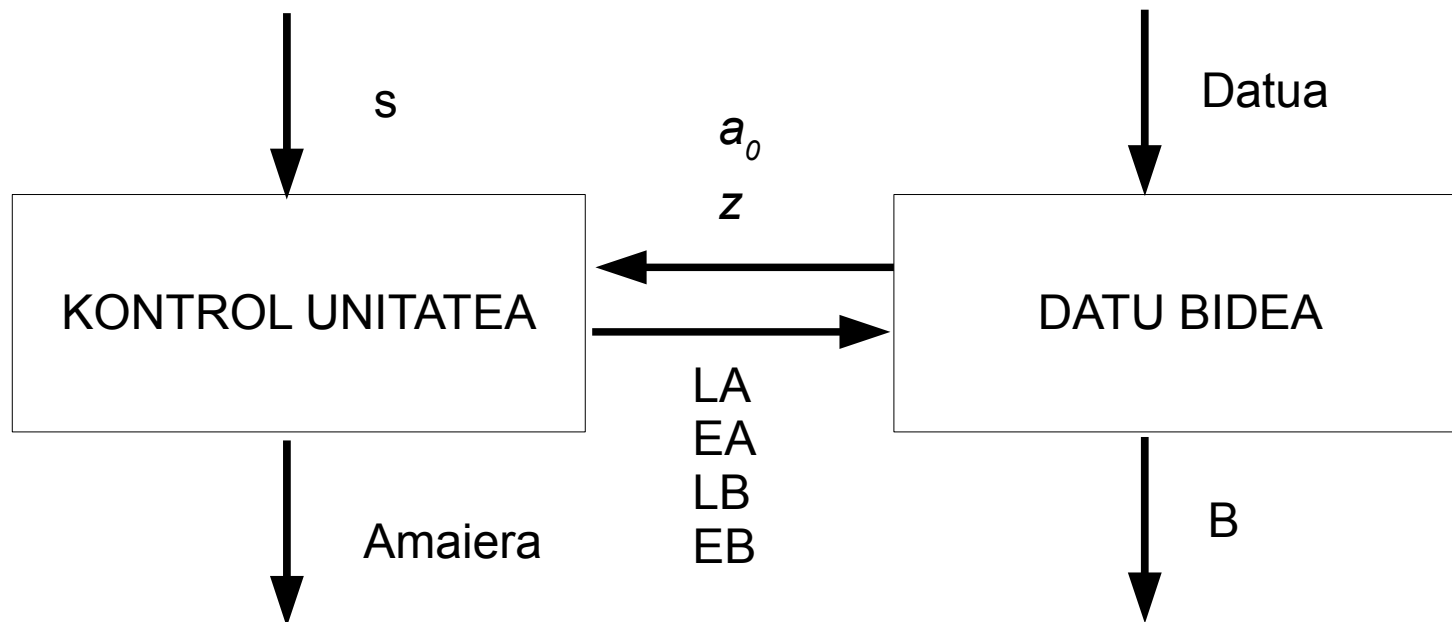 s
Datua
a₀
z
KONTROL UNITATEA
DATU BIDEA
LA
EA
LB
EB
Amaiera
B